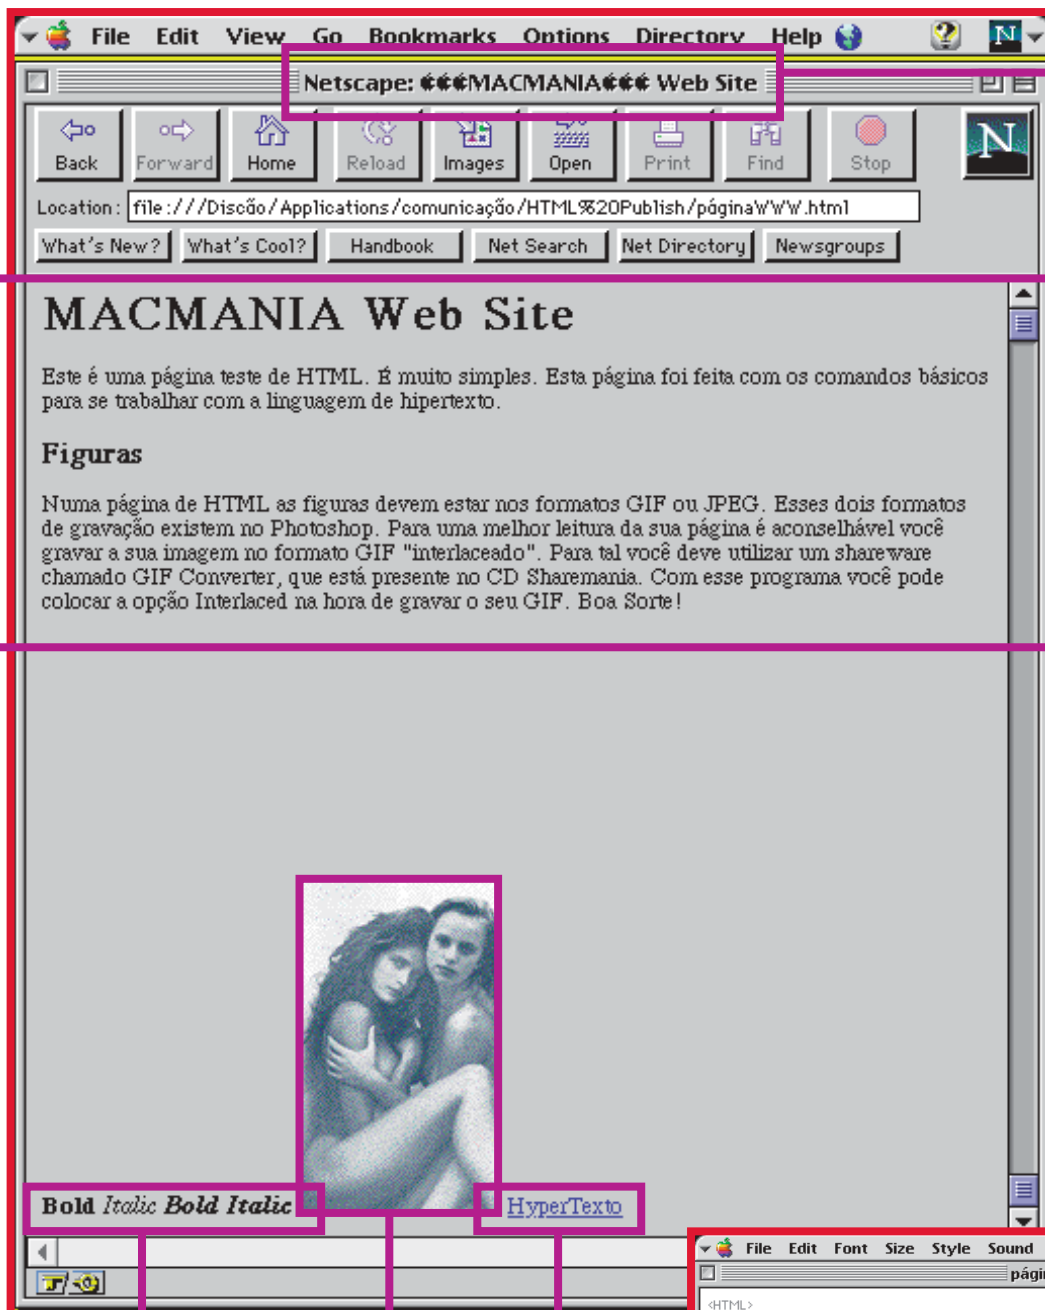 File Edit View Go Bookmarks Options Directory Help
Netscape: ¢¢¢MACMANIA¢¢¢ Web Site
Back Forward Home Reload Images Open Print Find Stop
N
Location: file:///Discão/Applications/comunicação/HTML%20Publish/páginaWWW.html
What's New? What's Cool? Handbook Net Search Net Directory Newsgroups
MACMANIA Web Site
Este é uma página teste de HTML. É muito simples. Esta página foi feita com os comandos básicos
para se trabalhar com a linguagem de hipertexto.
Figuras
Numa página de HTML as figuras devem estar nos formatos GIF ou JPEG. Esses dois formatos
de gravação existem no Photoshop. Para uma melhor leitura da sua página é aconselhável você
gravar a sua imagem no formato GIF "interlaceado". Para tal você deve utilizar um shareware
chamado GIF Converter, que está presente no CD Sharemania. Com esse programa você pode
colocar a opção Interlaced na hora de gravar o seu GIF. Boa Sorte!
Bold Italic Bold Italic HyperTexto
File Edit Font Size Style Sound
págin
<HTML>